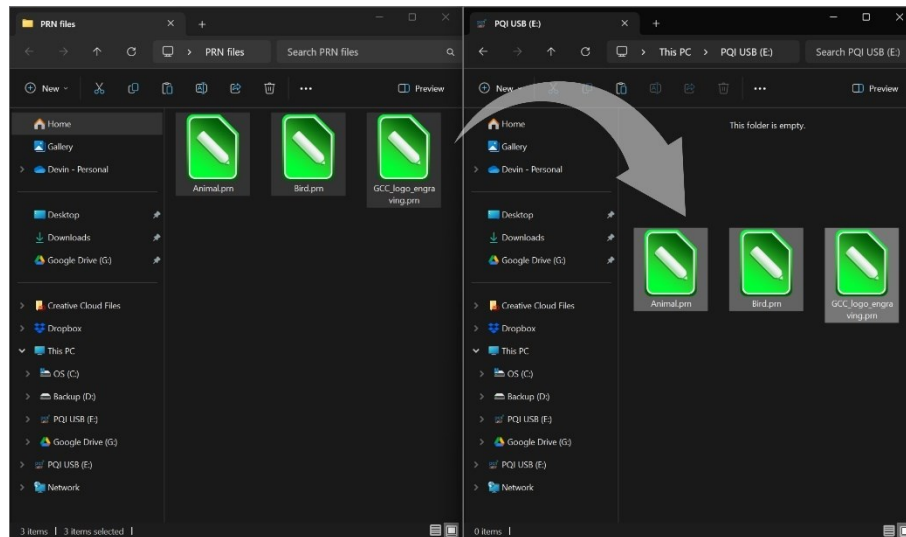 PRN files
PRN files
Search PRN files
New
Preview
Home
Gallery
Devin - Personal
Desktop
Downloads
Google Drive (G:)
Creative Cloud Files
Dropbox
This PC
OS (C:)
Backup (D:)
PQI USB (E:)
Google Drive (G:)
PQI USB (E:)
Network
Animal.prn
Bird.prn
GCC_logo_engra
ving.prn
3 items
3 items selected
PQI USB (E:)
This PC
PQI USB (E:)
Search PQI USB (E:)
New
Preview
Home
Gallery
Devin - Personal
Desktop
Downloads
Google Drive (G:)
Creative Cloud Files
Dropbox
This PC
OS (C:)
Backup (D:)
PQI USB (E:)
Google Drive (G:)
PQI USB (E:)
Network
This folder is empty.
Animal.prn
Bird.prn
GCC_logo_engra
ving.prn
0 items